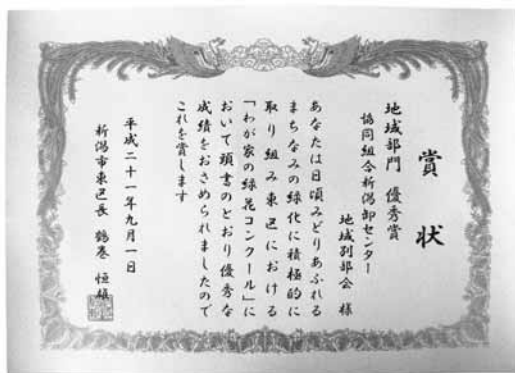 賞状
地域部門 優秀賞
協同組合新潟卸センター
地域別部会 様
あなたは日頃みどりあふれる
まちなみの緑化に積極的に
取り組み東区における
「わが家の緑花コンクール」に
おいて頭書のとおり優秀な
成績をおさめられましたので
これを賞します
平成二十一年九月一日
新潟市東区長 鶴巻 恒雄